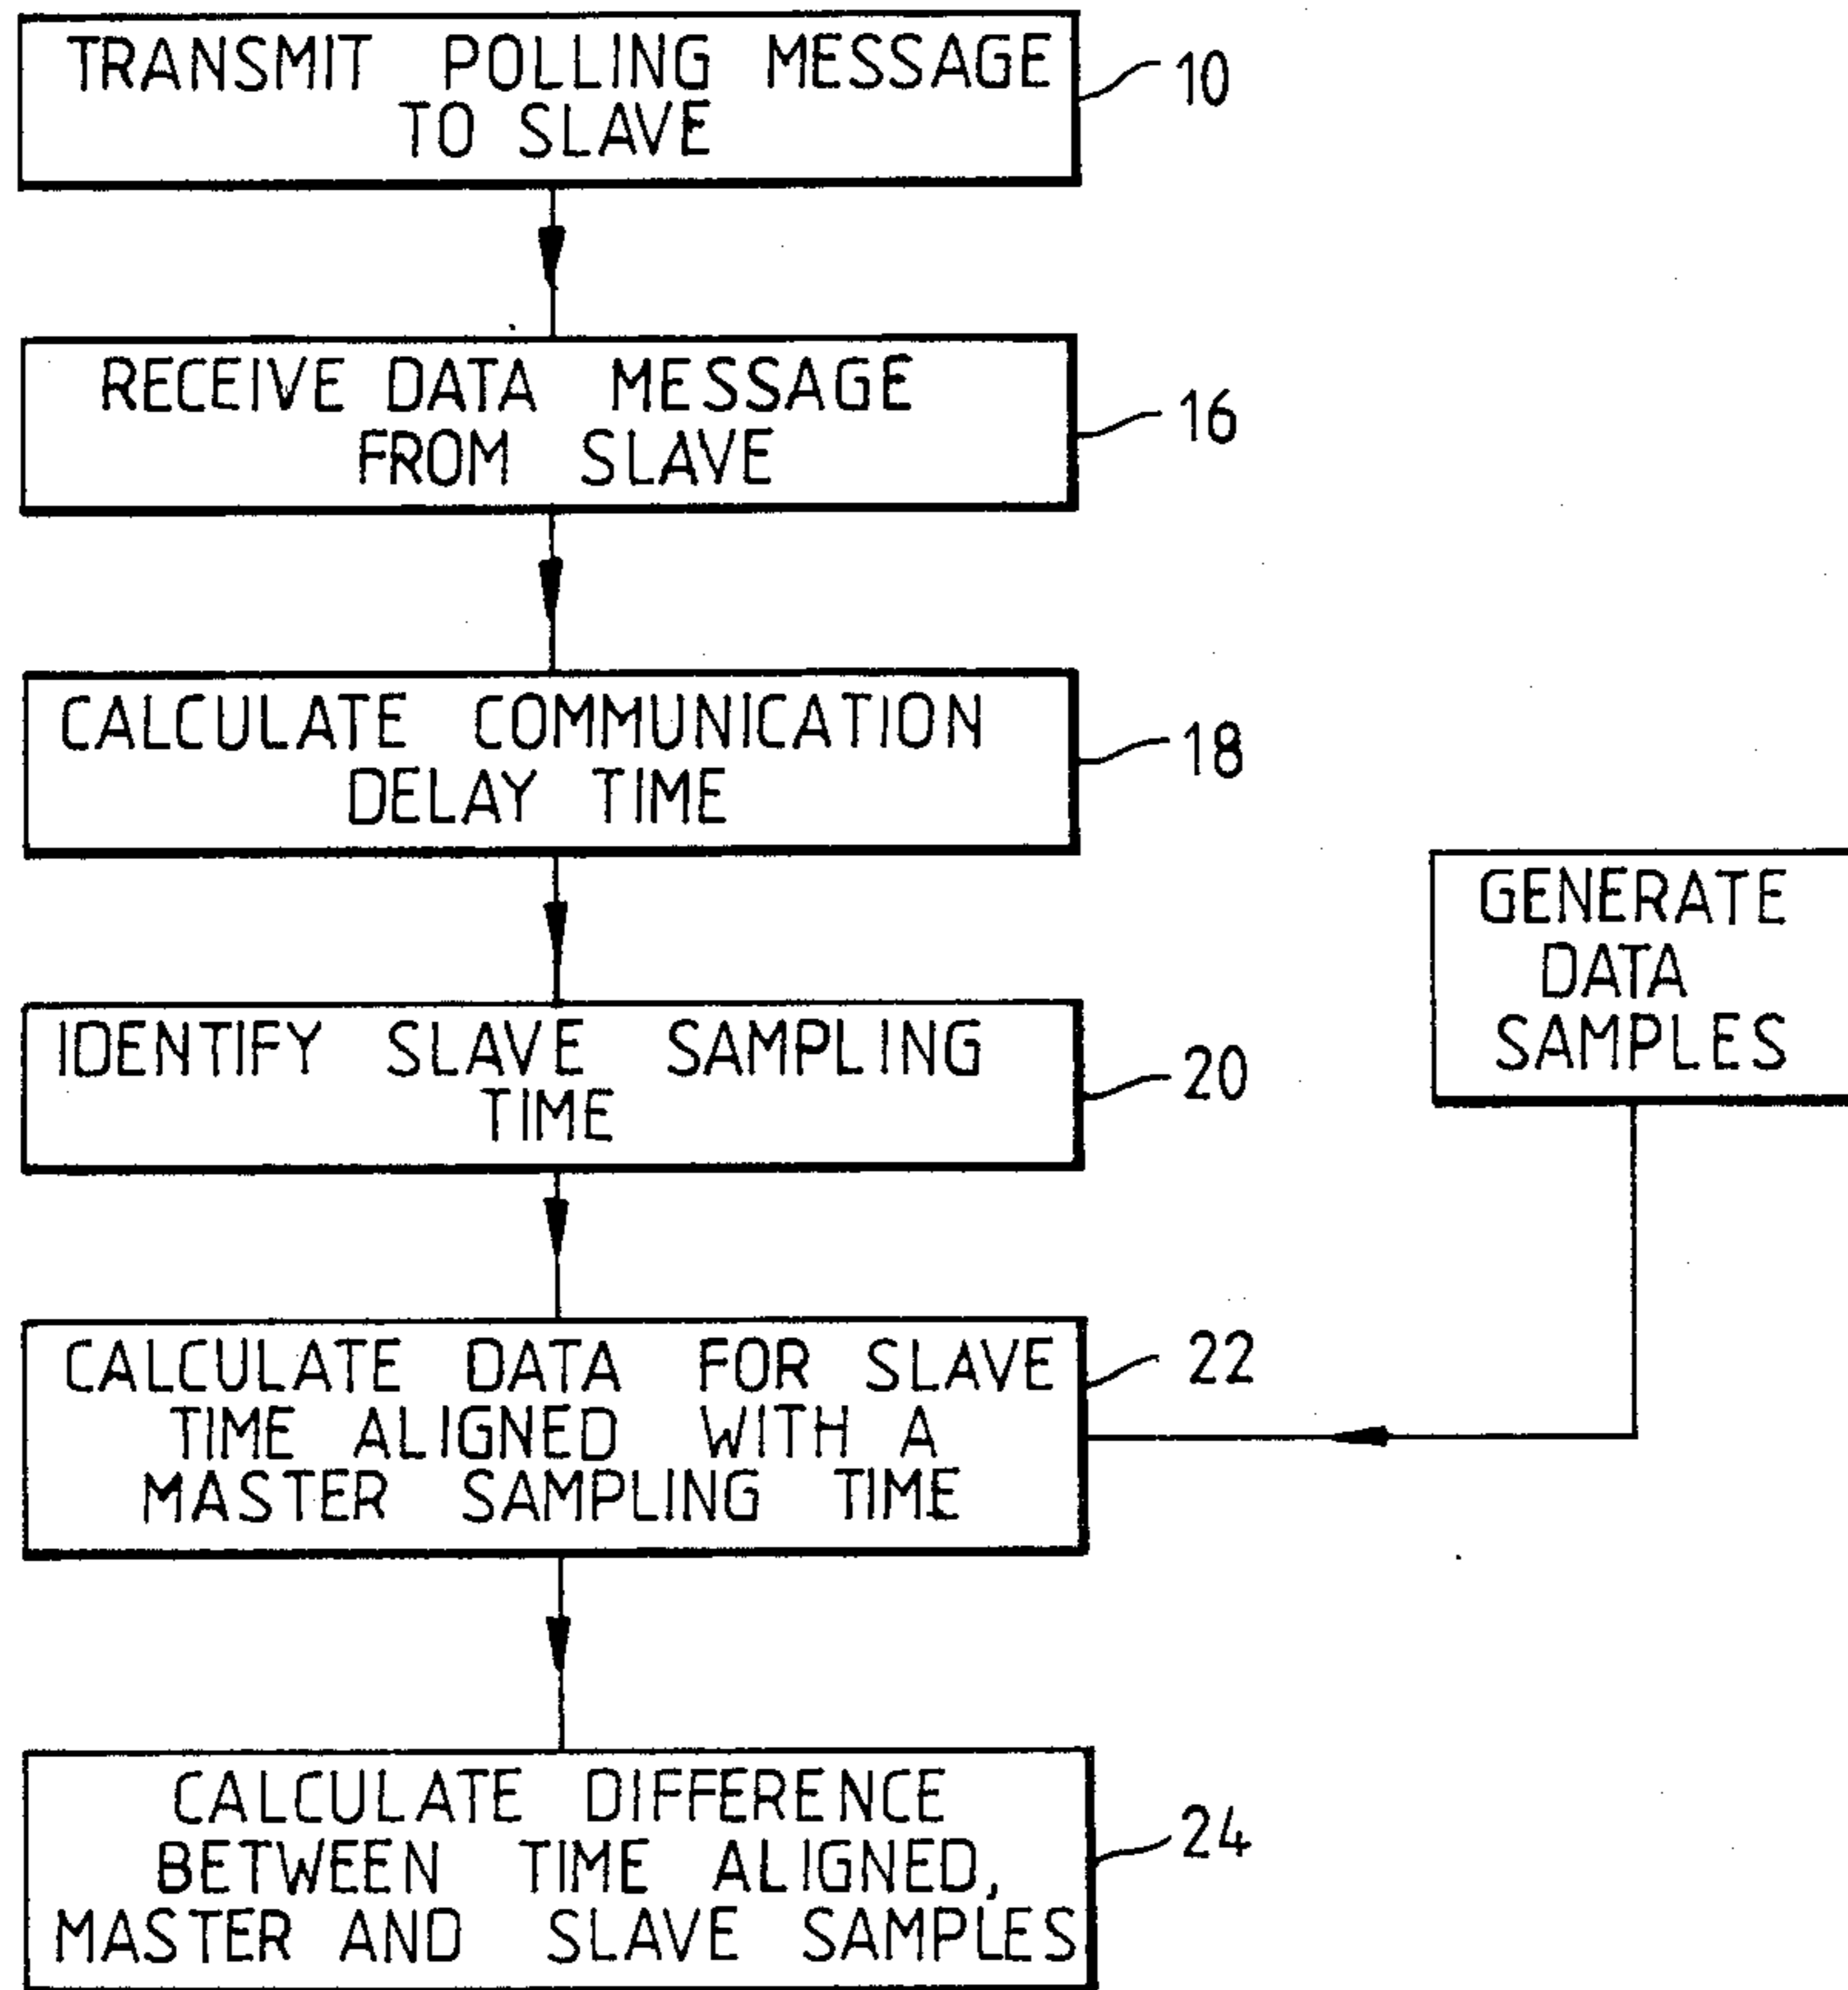 TRANSMIT POLLING MESSAGE
TO SLAVE
10
RECEIVE DATA MESSAGE
FROM SLAVE
16
CALCULATE COMMUNICATION
DELAY TIME
18
IDENTIFY SLAVE SAMPLING
TIME
20
GENERATE
DATA
SAMPLES
CALCULATE DATA FOR SLAVE
TIME ALIGNED WITH A
MASTER SAMPLING TIME
22
CALCULATE DIFFERENCE
BETWEEN TIME ALIGNED,
MASTER AND SLAVE SAMPLES
24